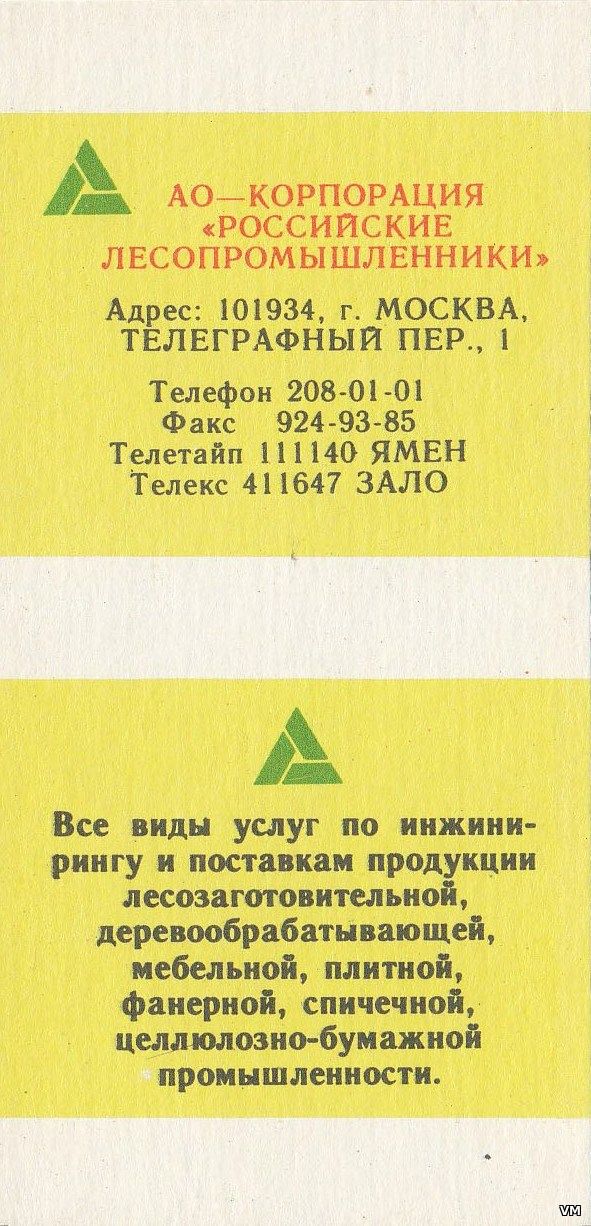 АО—КОРПОРАЦИЯ
«РОССИЙСКИЕ
ЛЕСОПРОМЫШЛЕННИКИ»
Адрес: 101934, г. МОСКВА,
ТЕЛЕГРАФНЫЙ ПЕР., 1
Телефон 208-01-01
Факс 924-93-85
Телетайп 111140 ЯМЕН
Телекс 411647 ЗАЛО
Все виды услуг по инжини-
рингу и поставкам продукции
лесозаготовительной,
деревообрабатывающей,
мебельной, плитной,
фанерной, спичечной,
целлюлозно-бумажной
промышленности.
VM